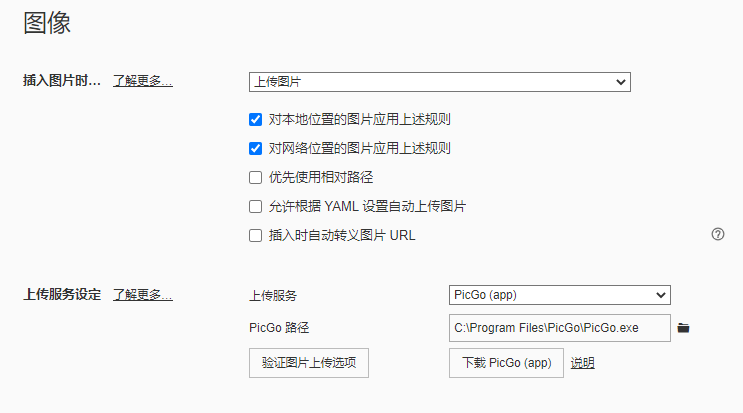 图像
插入图片时... 了解更多... 上传图片
对本地位置的图片应用上述规则
对网络位置的图片应用上述规则
优先使用相对路径
允许根据 YAML 设置自动上传图片
插入时自动转义图片 URL
上传服务设定 了解更多... 上传服务 PicGo (app)
PicGo 路径 C:\Program Files\PicGo\PicGo.exe
验证图片上传选项 下载 PicGo (app) 说明